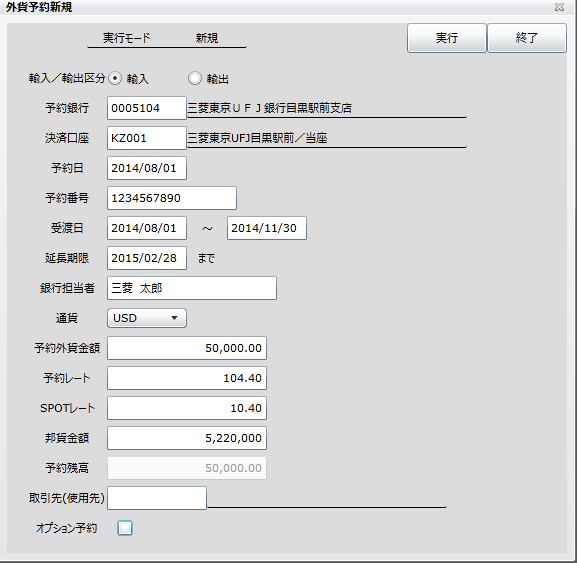 外貨予約新規
実行モード 新規 実行 終了
輸入／輸出区分 輸入 輸出
予約銀行 0005104 三菱東京ＵＦＪ銀行目黒駅前支店
決済口座 KZ001 三菱東京UFJ目黒駅前／当座
予約日 2014/08/01
予約番号 1234567890
受渡日 2014/08/01 ～ 2014/11/30
延長期限 2015/02/28 まで
銀行担当者 三菱　太郎
通貨 USD
予約外貨金額 50,000.00
予約レート 104.40
SPOTレート 10.40
邦貨金額 5,220,000
予約残高 50,000.00
取引先(使用先)
オプション予約